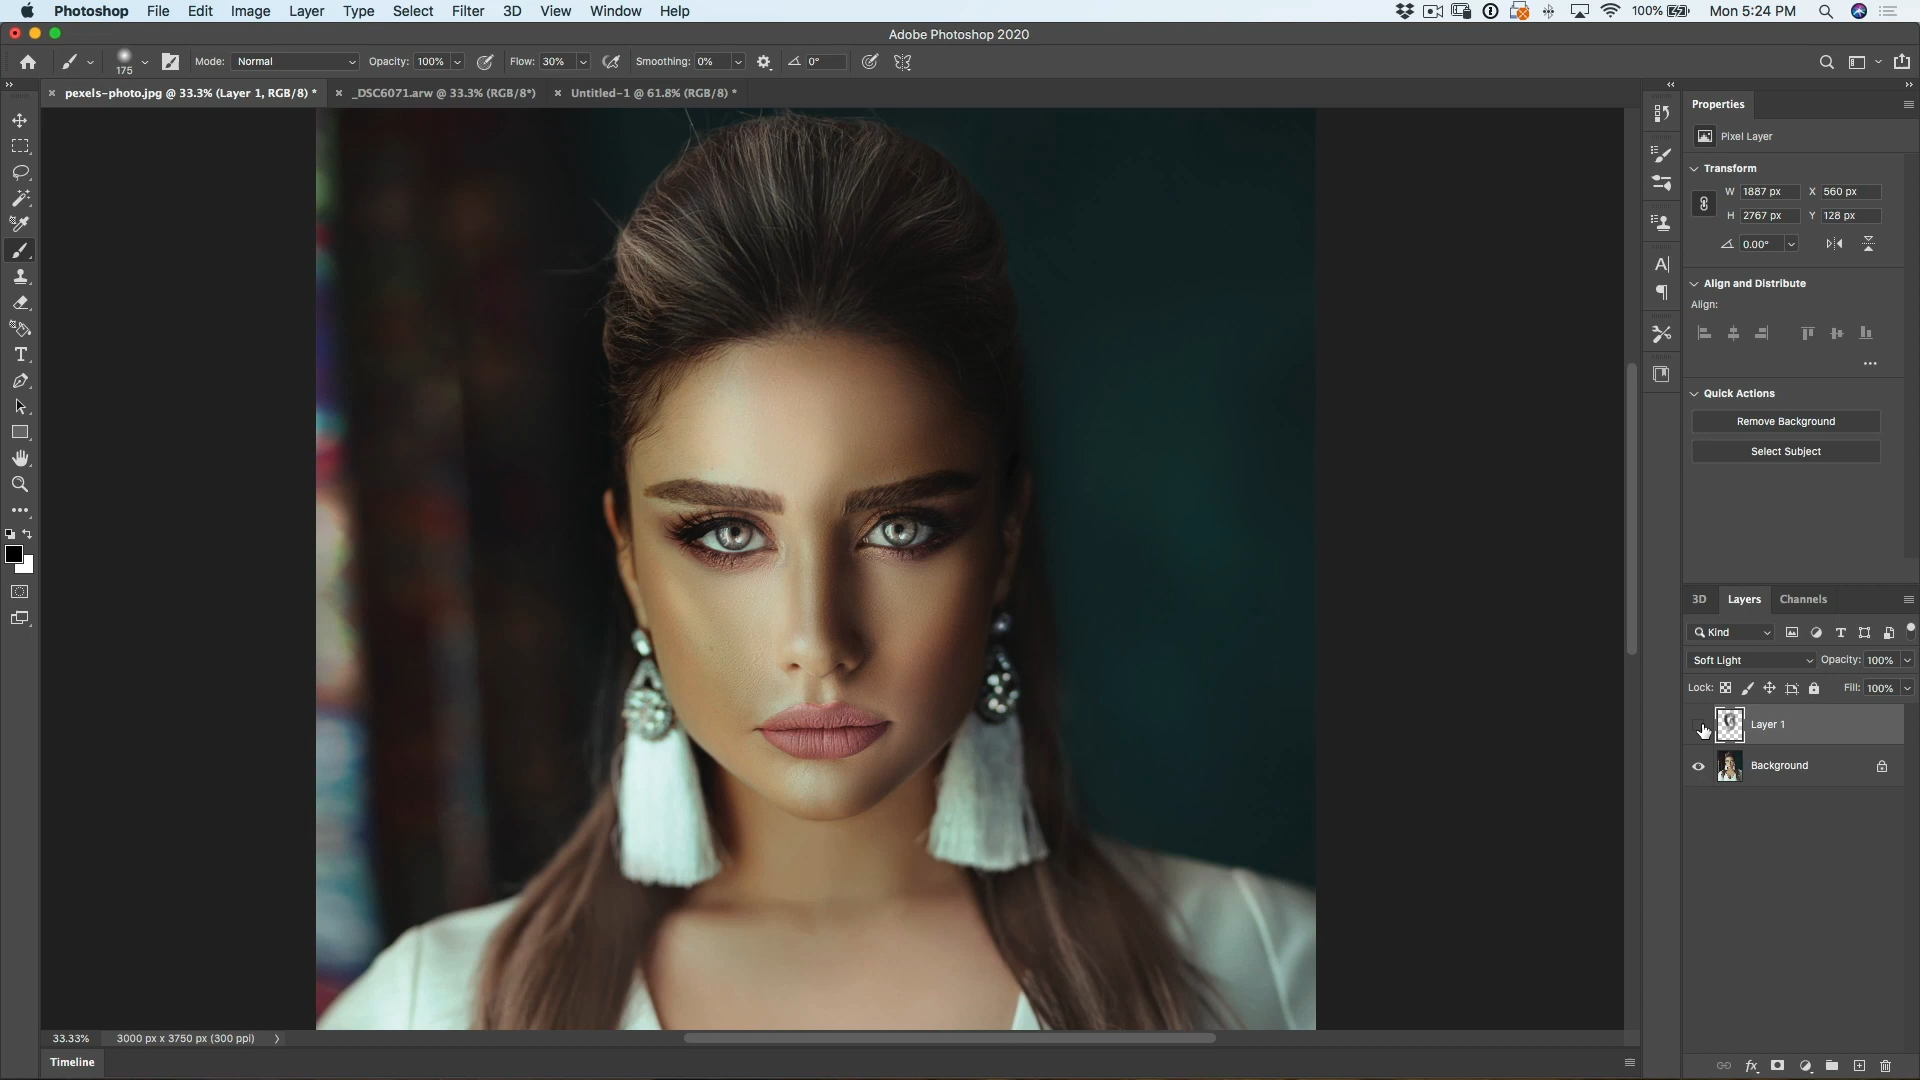 Photoshop File Edit Image Layer Type Select Filter 3D View Window Help 100% Mon 5:24 PM
Adobe Photoshop 2020
175 Mode: Normal Opacity: 100% Flow: 30% Smoothing: 0% 0°
pexels-photo.jpg @ 33.3% (Layer 1, RGB/8) * _DSC6071.arw @ 33.3% (RGB/8*) Untitled-1 @ 61.8% (RGB/8) *
Properties
Pixel Layer
Transform
W 1887 px X 560 px
H 2767 px Y 128 px
0.00°
Align and Distribute
Align:
Quick Actions
Remove Background
Select Subject
3D Layers Channels
Kind
Soft Light Opacity: 100%
Lock: Fill: 100%
Layer 1
Background
33.33% 3000 px x 3750 px (300 ppi)
Timeline